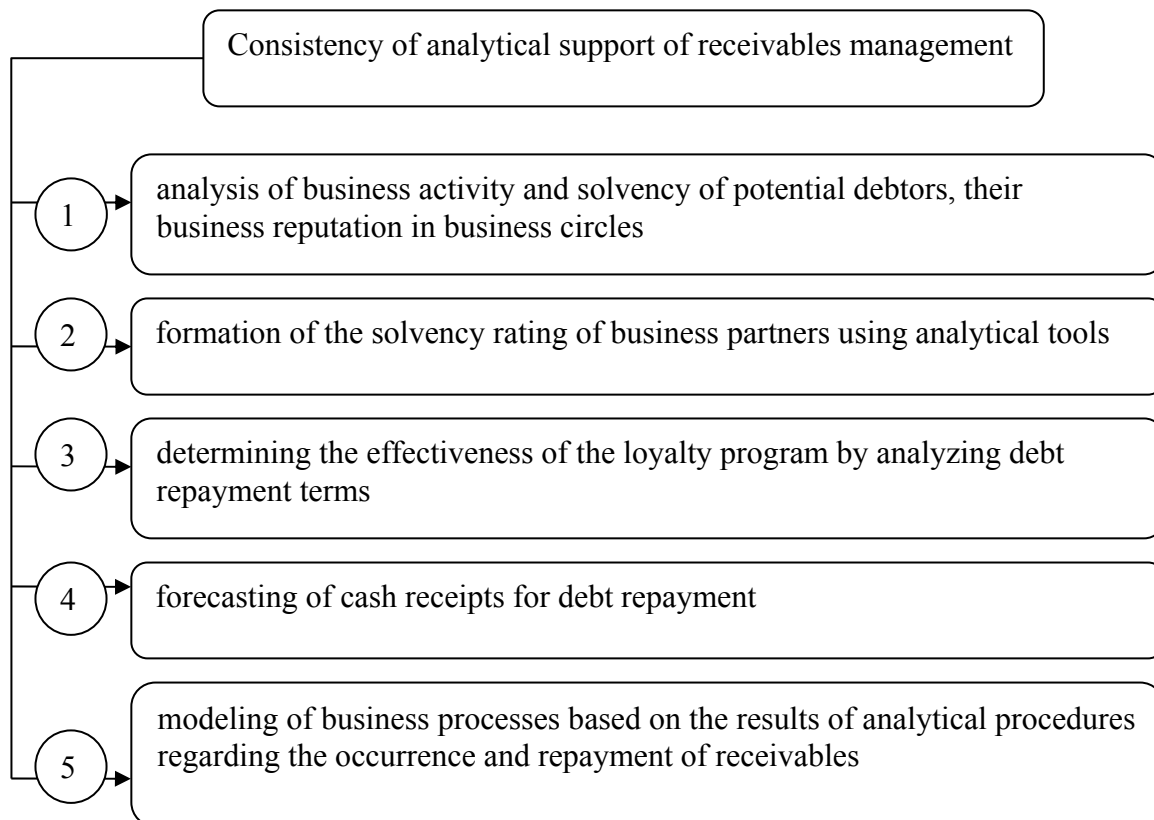 Consistency of analytical support of receivables management
1
analysis of business activity and solvency of potential debtors, their
business reputation in business circles
2
formation of the solvency rating of business partners using analytical tools
3
determining the effectiveness of the loyalty program by analyzing debt
repayment terms
4
forecasting of cash receipts for debt repayment
5
modeling of business processes based on the results of analytical procedures
regarding the occurrence and repayment of receivables